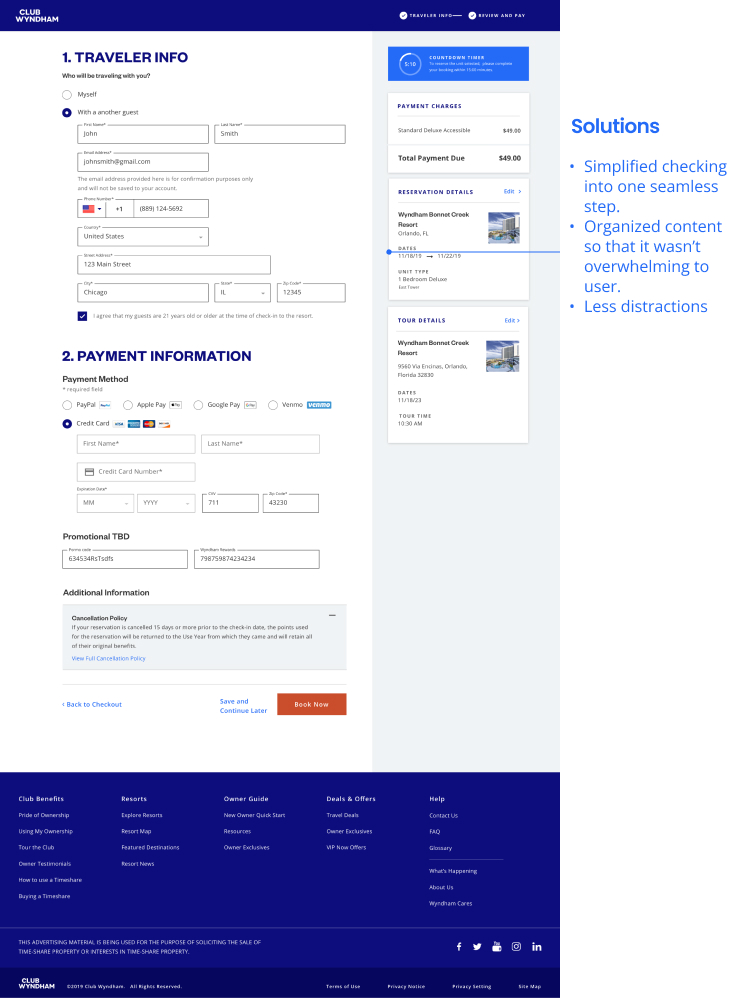 CLUB
WYNDHAM
TRAVELER INFO
REVIEW AND PAY
1. TRAVELER INFO
Who will be traveling with you?
Myself
With a another guest
First Name*
John
Last Name*
Smith
Email Address*
johnsmith@gmail.com
The email address provided here is for confirmation purposes only
and will not be saved to your account.
Phone Number*
+1
(889) 124-5692
Country*
United States
Street Address*
123 Main Street
City*
Chicago
State*
IL
Zip Code*
12345
I agree that my guests are 21 years old or older at the time of check-in to the resort.
2. PAYMENT INFORMATION
Payment Method
* required field
PayPal
PayPal
Apple Pay
Pay
Google Pay
G Pay
Venmo
venmo
Credit Card
VISA
First Name*
Last Name*
Credit Card Number*
Expiration Date*
MM
YYYY
CVV
711
Zip Code*
43230
Promotional TBD
Promo code
634534RsTsdfs
Wyndham Rewards
798759874234234
Additional Information
Cancellation Policy
If your reservation is cancelled 15 days or more prior to the check-in date, the points used
for the reservation will be returned to the Use Year from which they came and will retain all
of their original benefits.
View Full Cancellation Policy
Back to Checkout
Save and
Continue Later
Book Now
5:10
COUNTDOWN TIMER
To reserve the unit selected, please complete
your booking within 15:00 minutes
PAYMENT CHARGES
Standard Deluxe Accessible
$49.00
Total Payment Due
$49.00
RESERVATION DETAILS
Edit >
Wyndham Bonnet Creek
Resort
Orlando, FL
DATES
11/18/19 → 11/22/19
UNIT TYPE
1 Bedroom Deluxe
East Tower
TOUR DETAILS
Edit >
Wyndham Bonnet Creek
Resort
9560 Via Encinas, Orlando,
Florida 32830
DATES
11/18/23
TOUR TIME
10:30 AM
Solutions
• Simplified checking
into one seamless
step.
• Organized content
so that it wasn't
overwhelming to
user.
• Less distractions
Club Benefits
Pride of Ownership
Using My Ownership
Tour the Club
Owner Testimonials
How to use a Timeshare
Buying a Timeshare
Resorts
Explore Resorts
Resort Map
Featured Destinations
Resort News
Owner Guide
New Owner Quick Start
Resources
Owner Exclusives
Deals & Offers
Travel Deals
Owner Exclusives
VIP Now Offers
Help
Contact Us
FAQ
Glossary
What's Happening
About Us
Wyndham Cares
THIS ADVERTISING MATERIAL IS BEING USED FOR THE PURPOSE OF SOLICITING THE SALE OF
TIME-SHARE PROPERTY OR INTERESTS IN TIME-SHARE PROPERTY.
CLUB
WYNDHAM
©2019 Club Wyndham. All Rights Reserved.
Terms of Use
Privacy Notice
Privacy Setting
Site Map